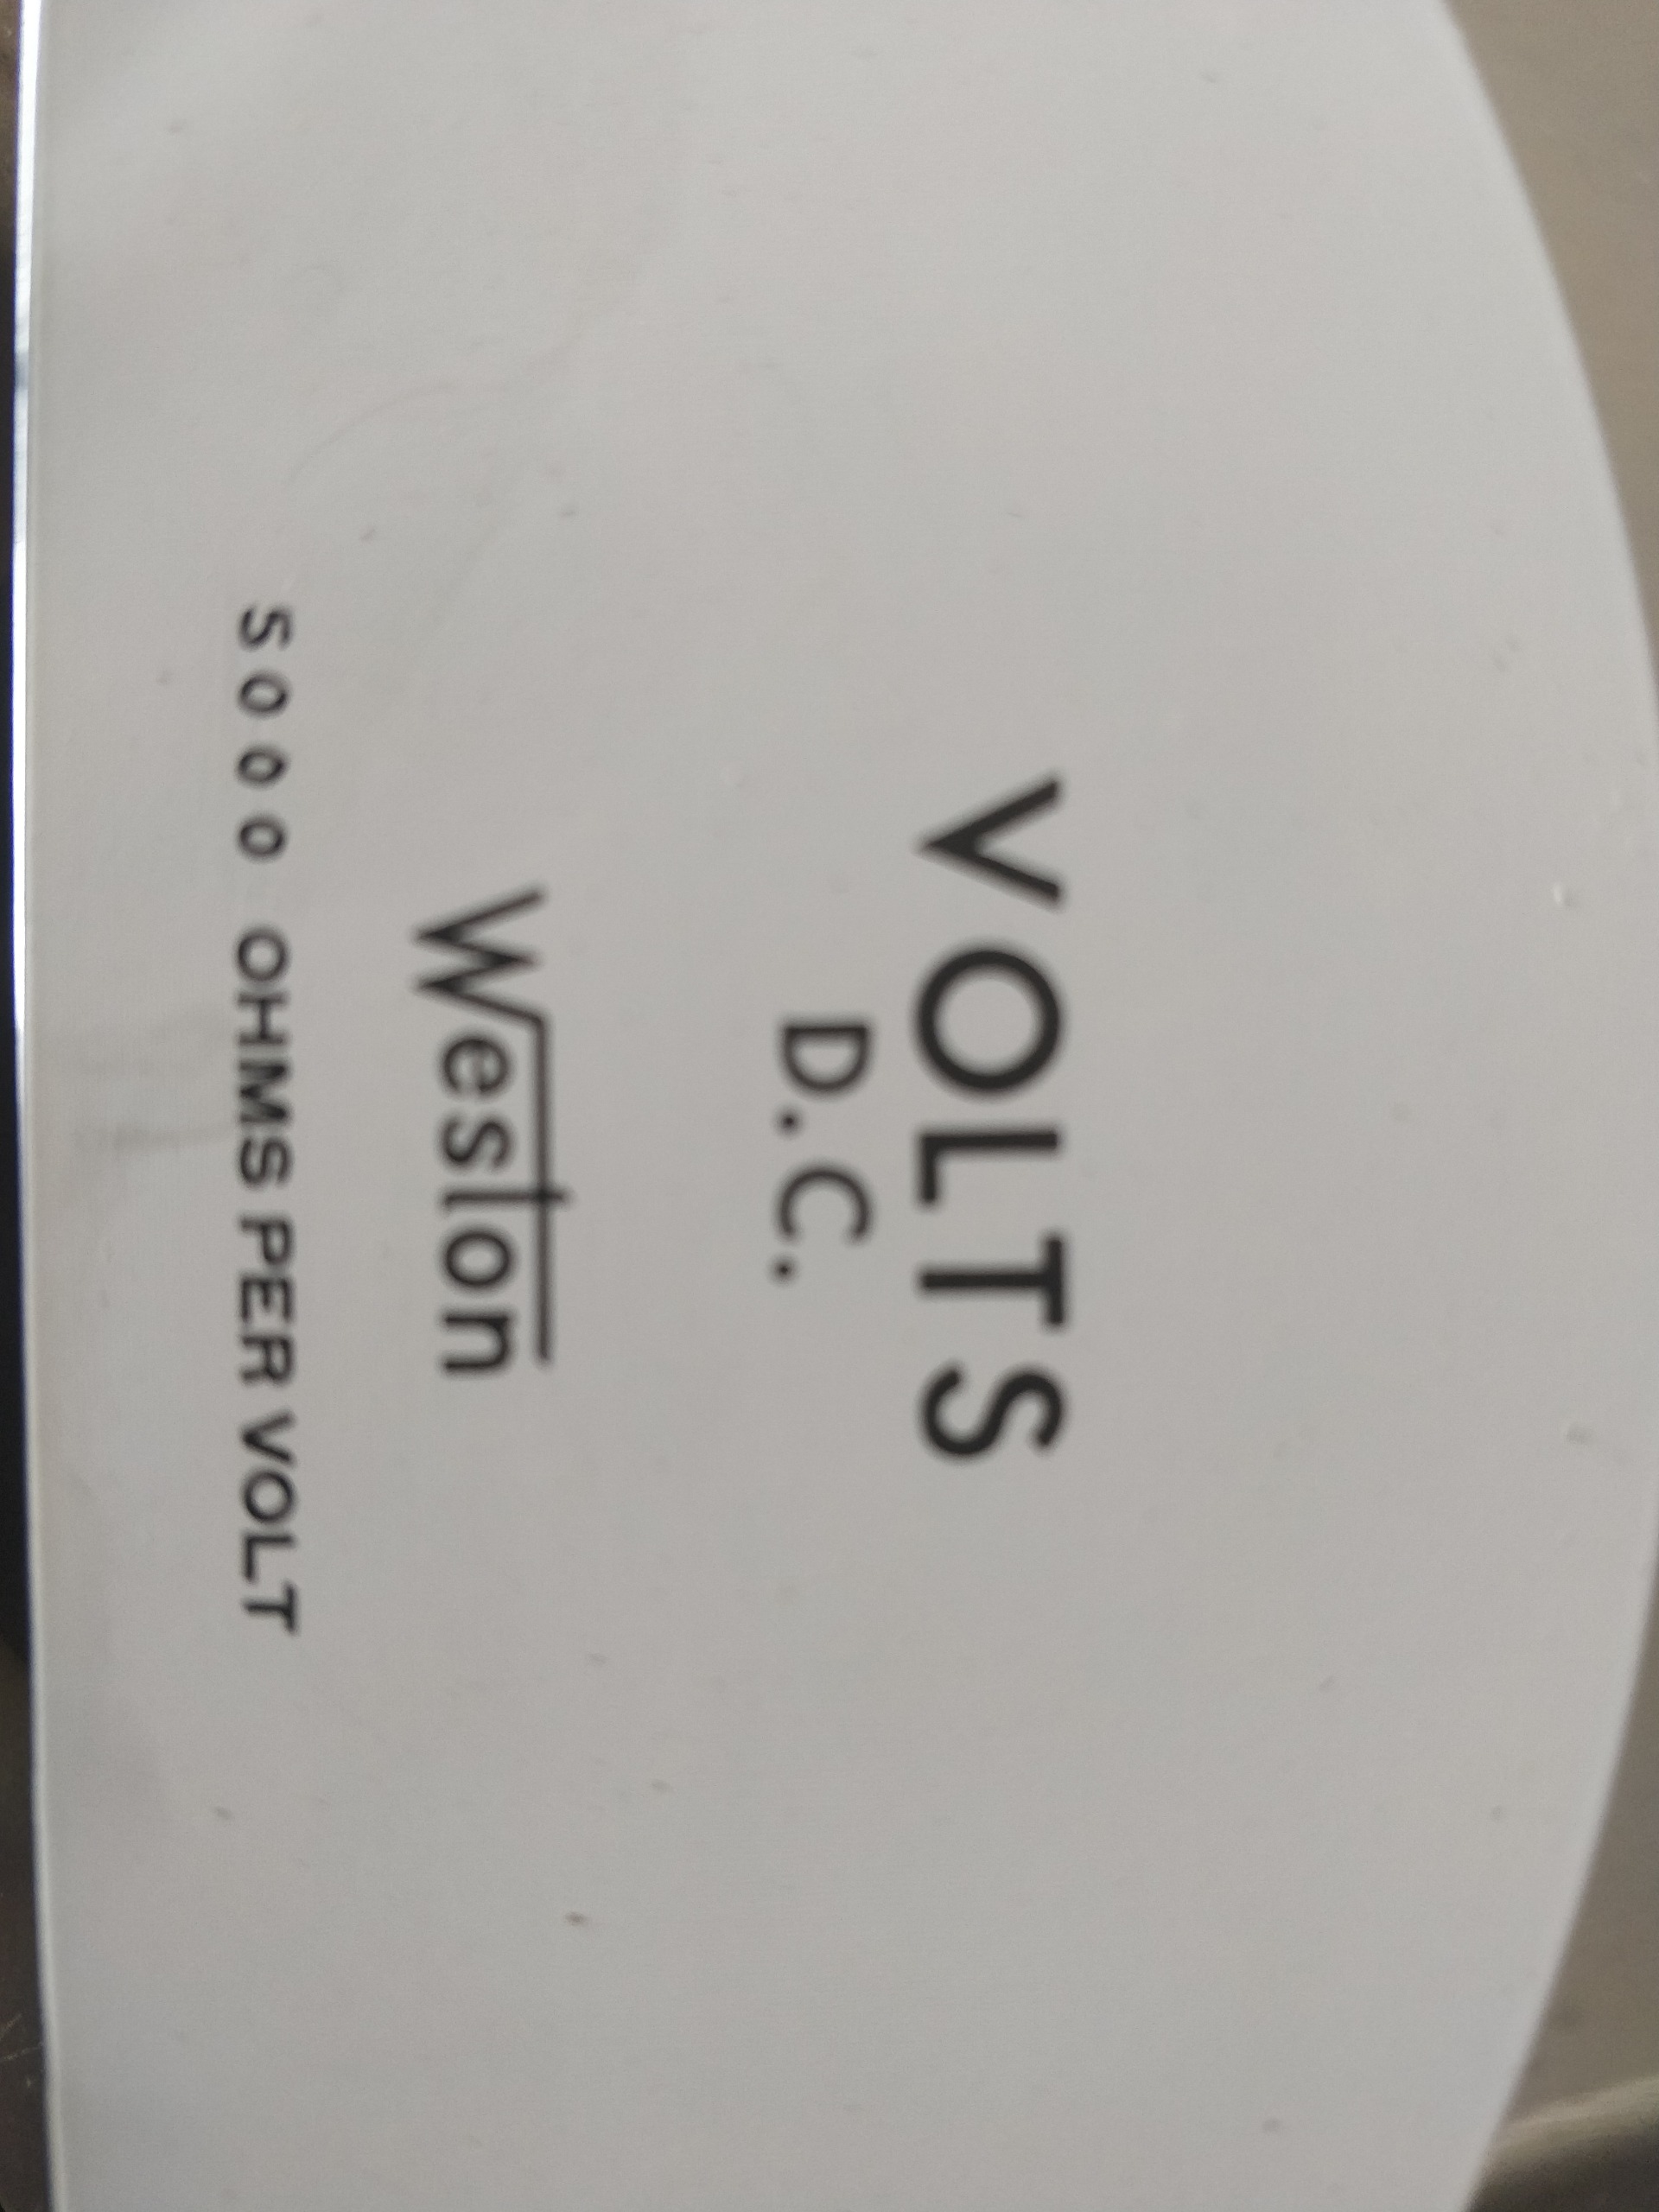 VOLTS
D.C.
Weston
5000 OHMS PER VOLT